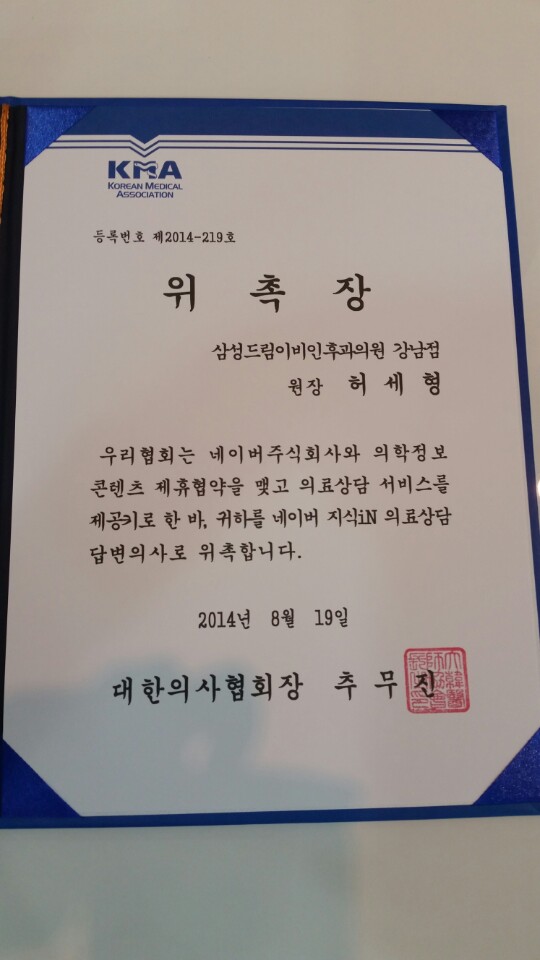 KMA
KOREAN MEDICAL
ASSOCIATION
등록번호 제2014-219호
위 촉 장
삼성드림이비인후과의원 강남점
원장 허세형
우리협회는 네이버주식회사와 의학정보
콘텐츠 제휴협약을 맺고 의료상담 서비스를
제공키로 한 바, 귀하를 네이버 지식iN 의료상담
답변의사로 위촉합니다.
2014년 8월 19일
대한의사협회장 추무진